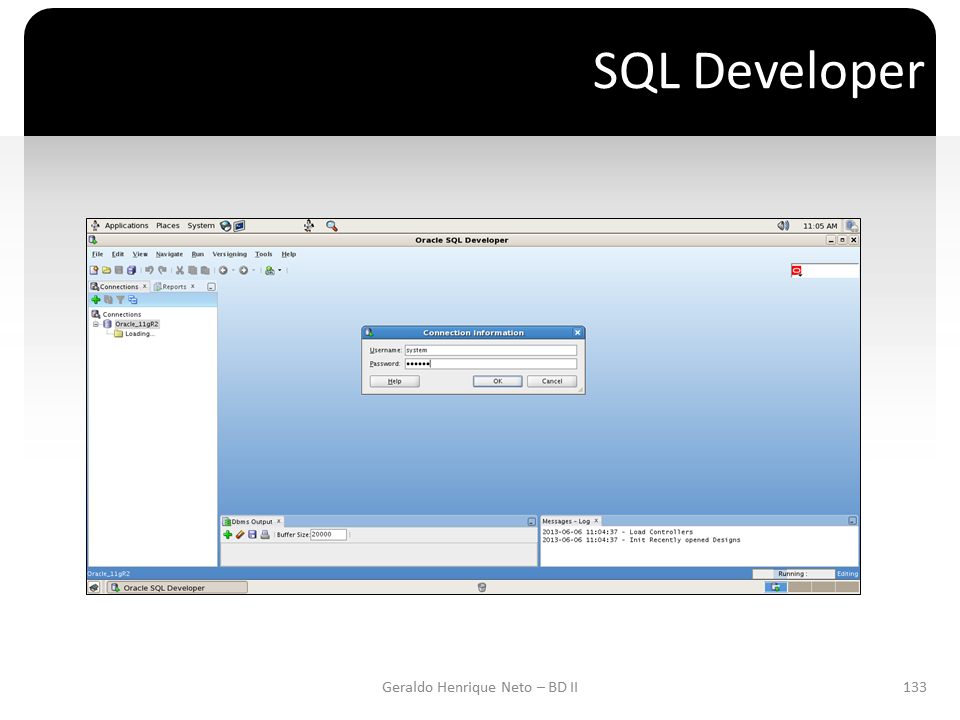 SQL Developer
Applications Places System 11:05 AM
Oracle SQL Developer
File Edit View Navigate Run Versigning Tools Help
Connections x Reports x
Connections
Oracle_11gR2
Loading...
Connection Information
Username: system
Password: ••••••
Help OK Cancel
Dbms Output x
Buffer Size: 20000
Messages - Log x
2013-06-06 11:04:37 - Load Controllers
2013-06-06 11:04:37 - Init Recently opened Designs
Oracle_11gR2 Running : Editing
Oracle SQL Developer
Geraldo Henrique Neto – BD II 133